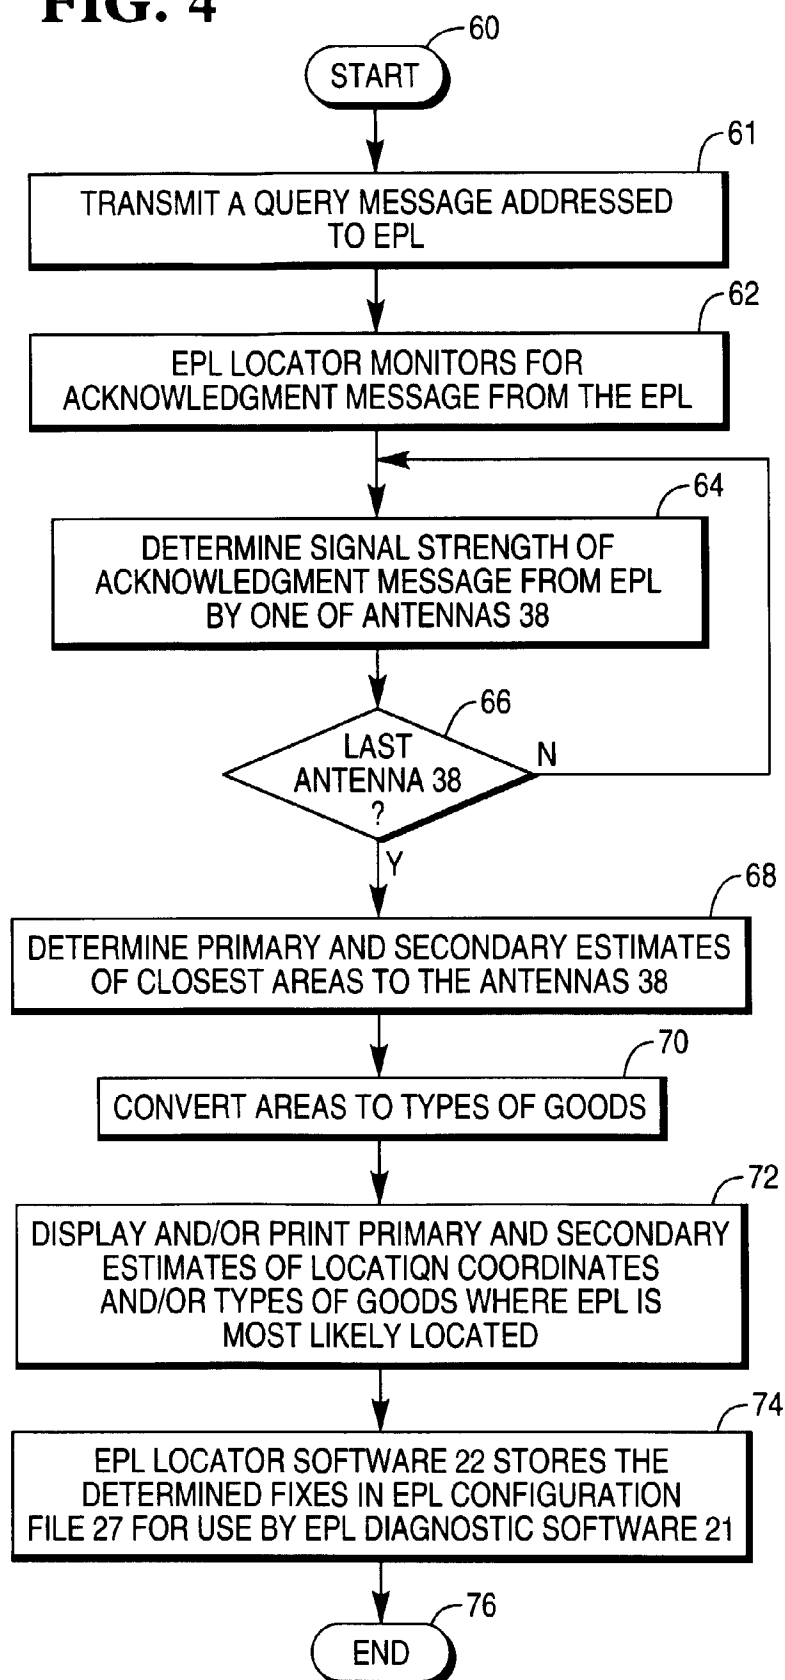 FIG. 4
60
START
61
TRANSMIT A QUERY MESSAGE ADDRESSED
TO EPL
62
EPL LOCATOR MONITORS FOR
ACKNOWLEDGMENT MESSAGE FROM THE EPL
64
DETERMINE SIGNAL STRENGTH OF
ACKNOWLEDGMENT MESSAGE FROM EPL
BY ONE OF ANTENNAS 38
66
LAST
ANTENNA 38
?
N
Y
68
DETERMINE PRIMARY AND SECONDARY ESTIMATES
OF CLOSEST AREAS TO THE ANTENNAS 38
70
CONVERT AREAS TO TYPES OF GOODS
72
DISPLAY AND/OR PRINT PRIMARY AND SECONDARY
ESTIMATES OF LOCATIQN COORDINATES
AND/OR TYPES OF GOODS WHERE EPL IS
MOST LIKELY LOCATED
74
EPL LOCATOR SOFTWARE 22 STORES THE
DETERMINED FIXES IN EPL CONFIGURATION
FILE 27 FOR USE BY EPL DIAGNOSTIC SOFTWARE 21
76
END